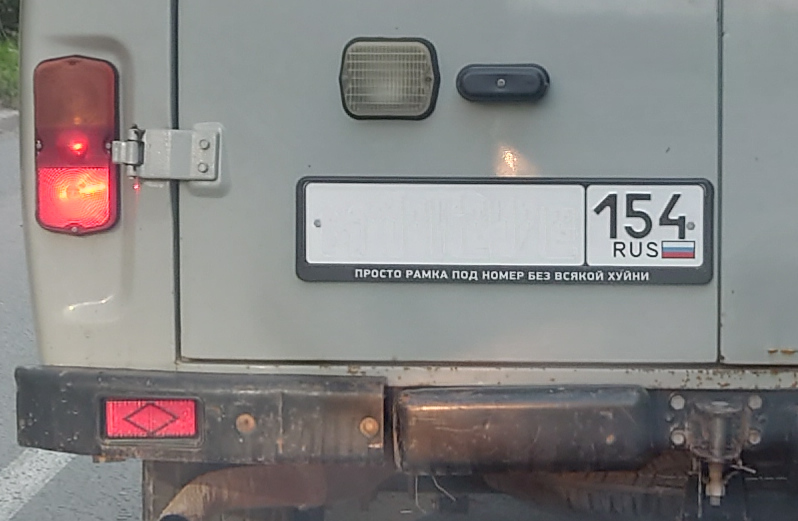 154
RUS
ПРОСТО РАМКА ПОД НОМЕР БЕЗ ВСЯКОЙ ХУЙНИ